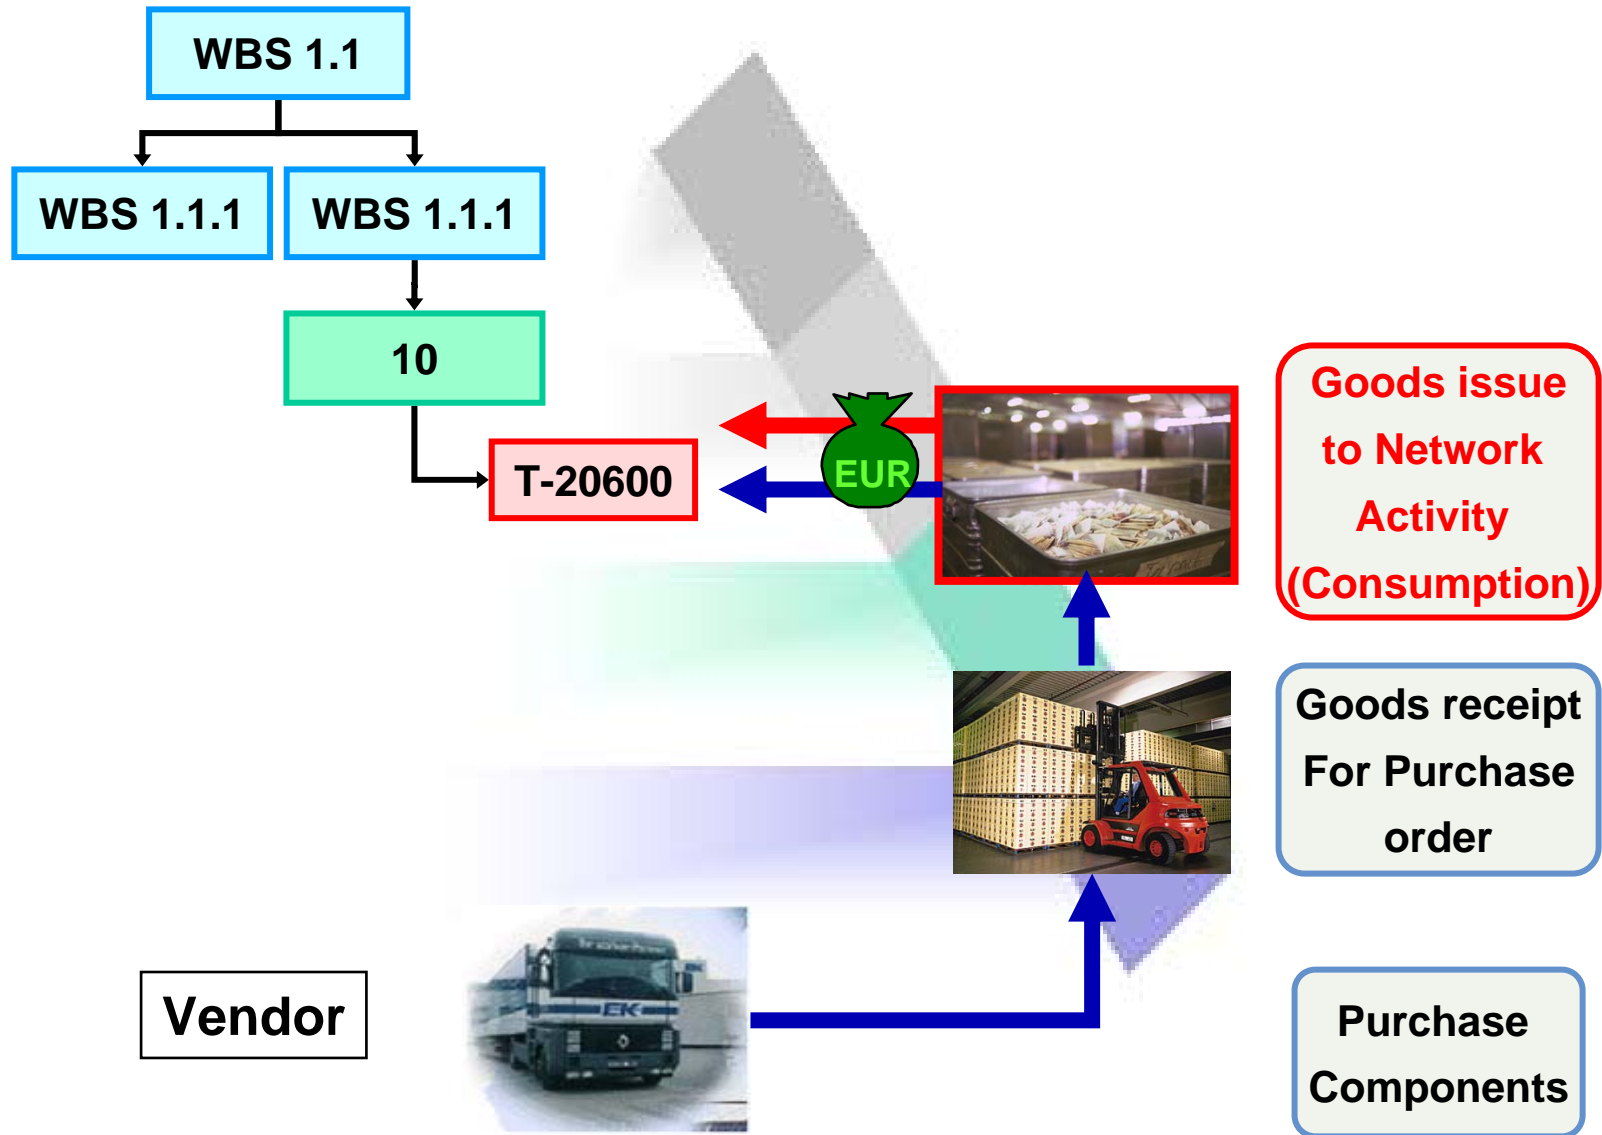 WBS 1.1
WBS 1.1.1
WBS 1.1.1
10
T-20600
EUR
Goods issue
to Network
Activity
(Consumption)
Goods receipt
For Purchase
order
Vendor
EK
Purchase
Components